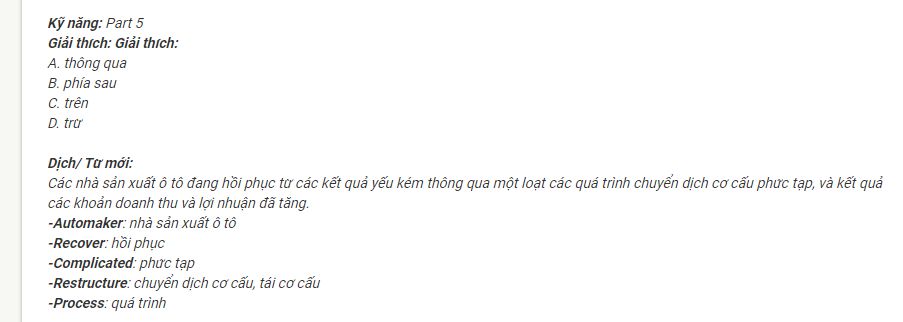 Kỹ năng: Part 5
Giải thích: Giải thích:
A. thông qua
B. phía sau
C. trên
D. trừ
Dịch/ Từ mới:
Các nhà sản xuất ô tô đang hồi phục từ các kết quả yếu kém thông qua một loạt các quá trình chuyển dịch cơ cấu phức tạp, và kết quả
các khoản doanh thu và lợi nhuận đã tăng.
-Automaker: nhà sản xuất ô tô
-Recover: hồi phục
-Complicated: phức tạp
-Restructure: chuyển dịch cơ cấu, tái cơ cấu
-Process: quá trình